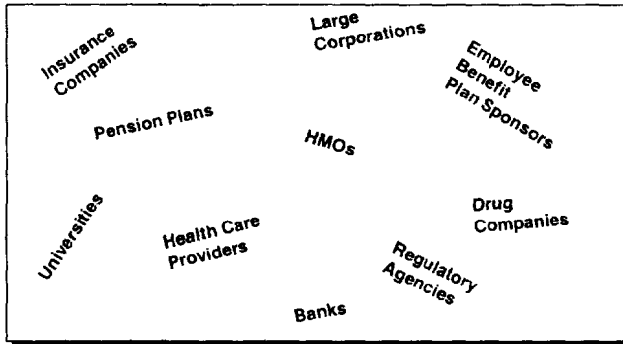 Insurance
Companies
Large
Corporations
Employee
Benefit
Plan Sponsors
Pension Plans
HMOs
Universities
Health Care
Providers
Drug
Companies
Regulatory
Agencies
Banks